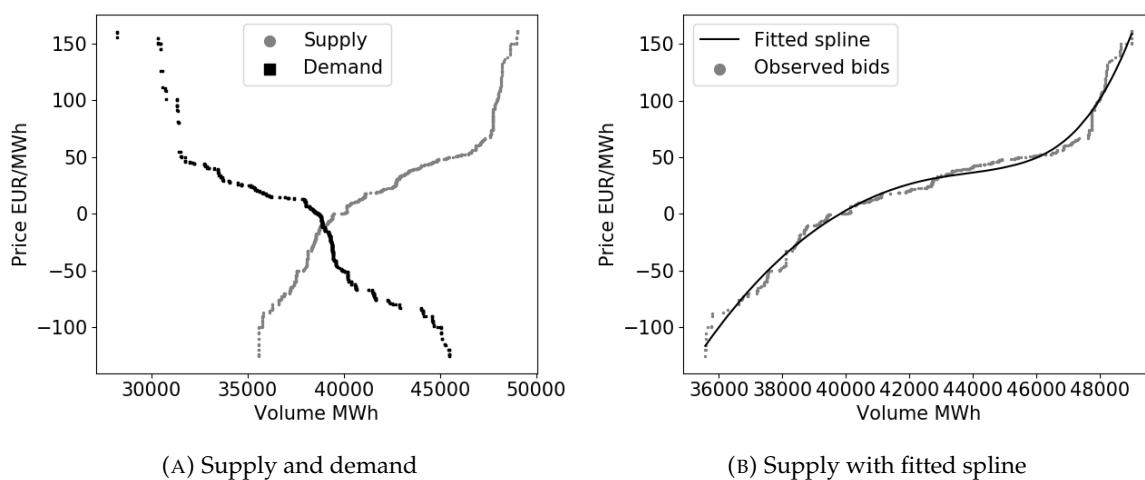 150
100
50
0
−50
−100
Price EUR/MWh
Supply
Demand
30000 35000 40000 45000 50000
Volume MWh
(A) Supply and demand
150
100
50
0
−50
−100
Price EUR/MWh
Fitted spline
Observed bids
36000 38000 40000 42000 44000 46000 48000
Volume MWh
(B) Supply with fitted spline